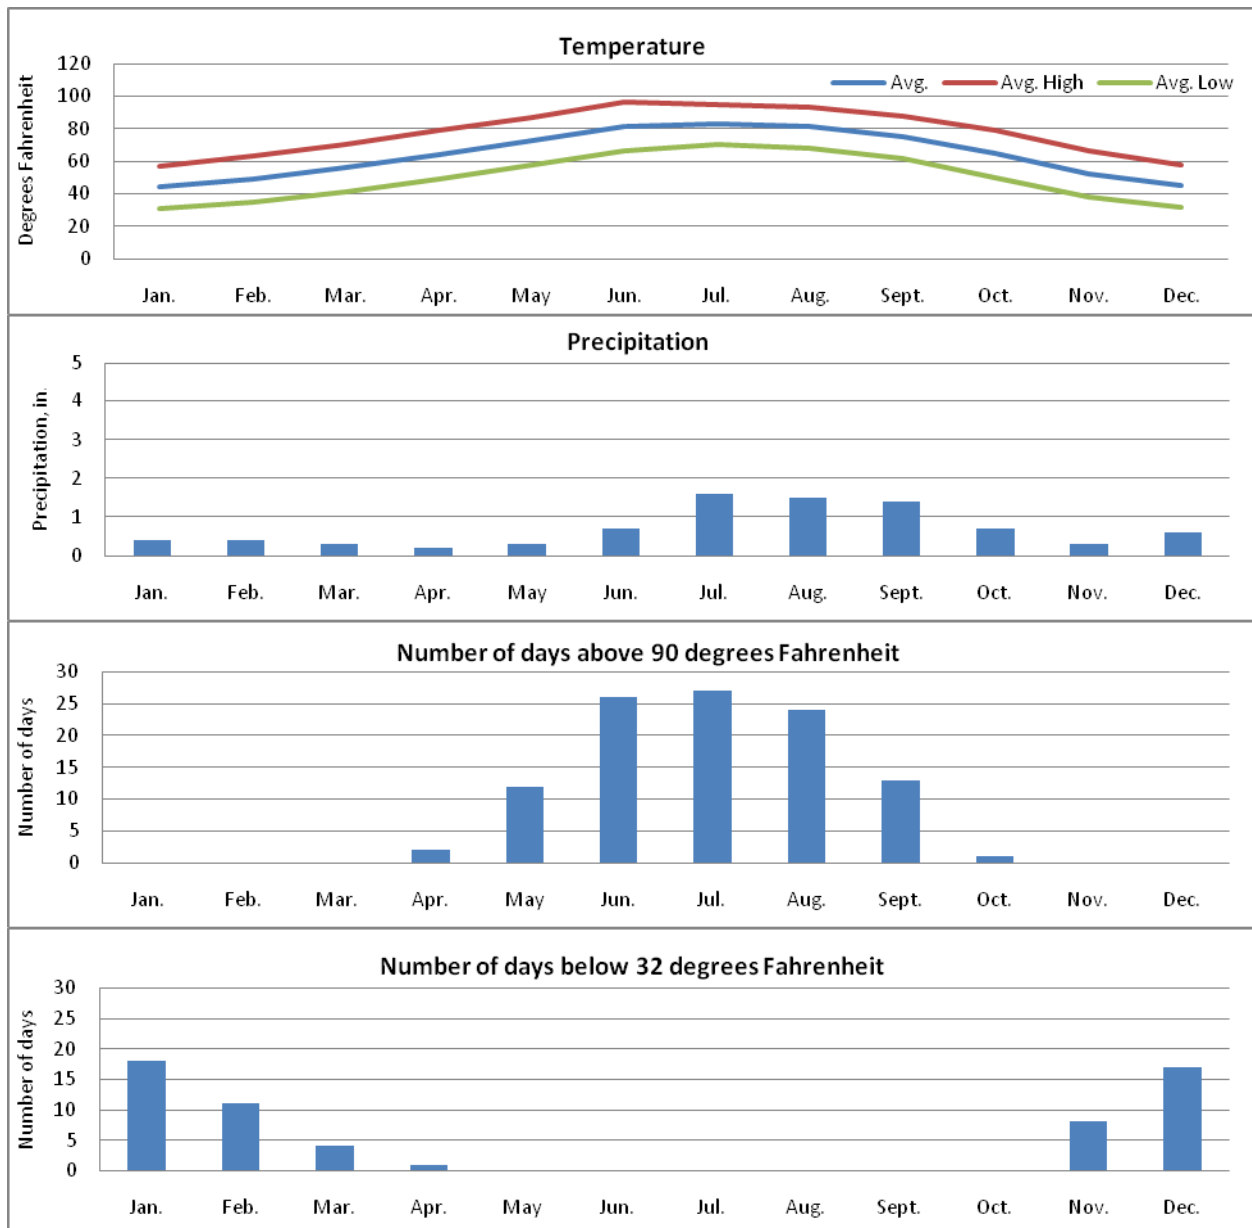 Temperature
Degrees Fahrenheit
120
100
80
60
40
20
0
Avg. Avg. High Avg. Low
Jan. Feb. Mar. Apr. May Jun. Jul. Aug. Sept. Oct. Nov. Dec.
Precipitation
Precipitation, in.
5
4
3
2
1
0
Jan. Feb. Mar. Apr. May Jun. Jul. Aug. Sept. Oct. Nov. Dec.
Number of days above 90 degrees Fahrenheit
Number of days
30
25
20
15
10
5
0
Jan. Feb. Mar. Apr. May Jun. Jul. Aug. Sept. Oct. Nov. Dec.
Number of days below 32 degrees Fahrenheit
Number of days
30
25
20
15
10
5
0
Jan. Feb. Mar. Apr. May Jun. Jul. Aug. Sept. Oct. Nov. Dec.